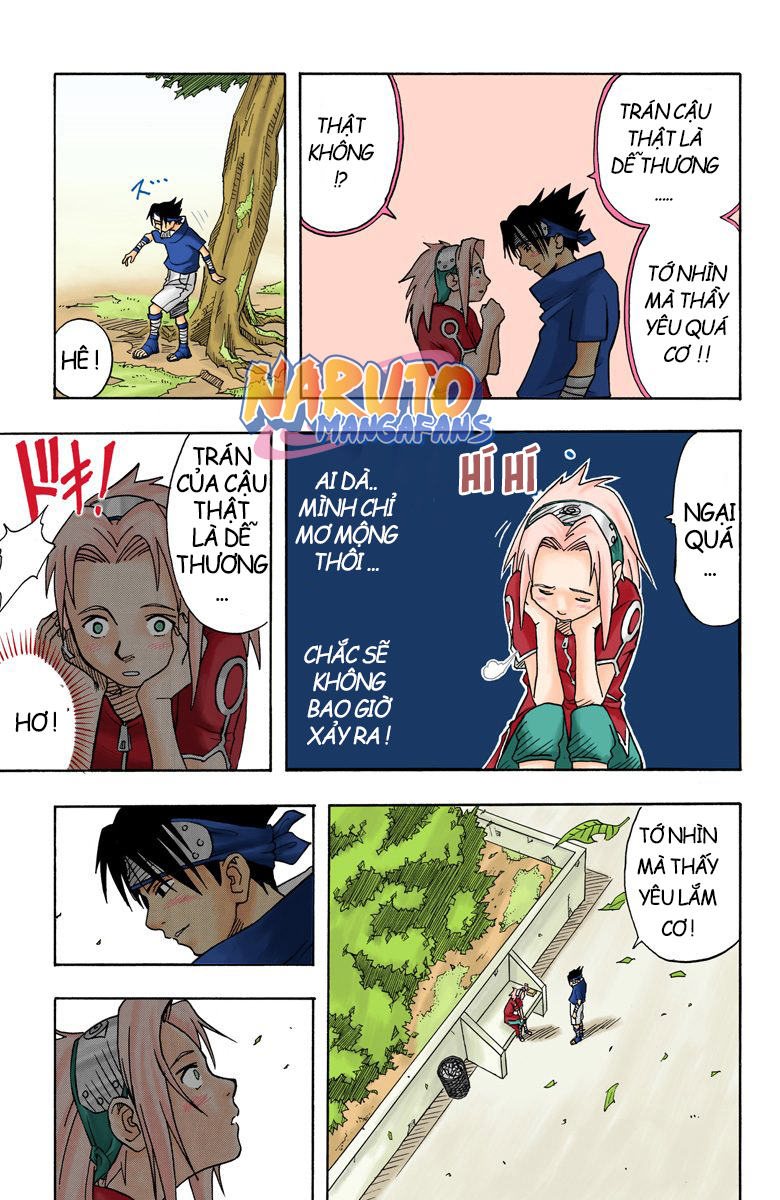 TRÁN CẬU
THẬT LÀ
DỄ THƯƠNG
.....
TỚ NHÌN
MÀ THẦY
YÊU QUÁ
CƠ !!
THẬT
KHÔNG
!?
ズ...
HÊ !
NARUTO
MANGAFANS
NGẠI
QUÁ
...
HÍ HÍ
AI DÀ..
MÌNH CHỈ
MƠ MỘNG
THÔI ...
CHẮC SẼ
KHÔNG
BAO GIỜ
XẢY RA !
TRÁN
CỦA CẬU
THẬT
LÀ DỄ
THƯƠNG
...
ドキ!
HƠ !
TỚ NHÌN
MÀ THẤY
YÊU LẮM
CƠ !